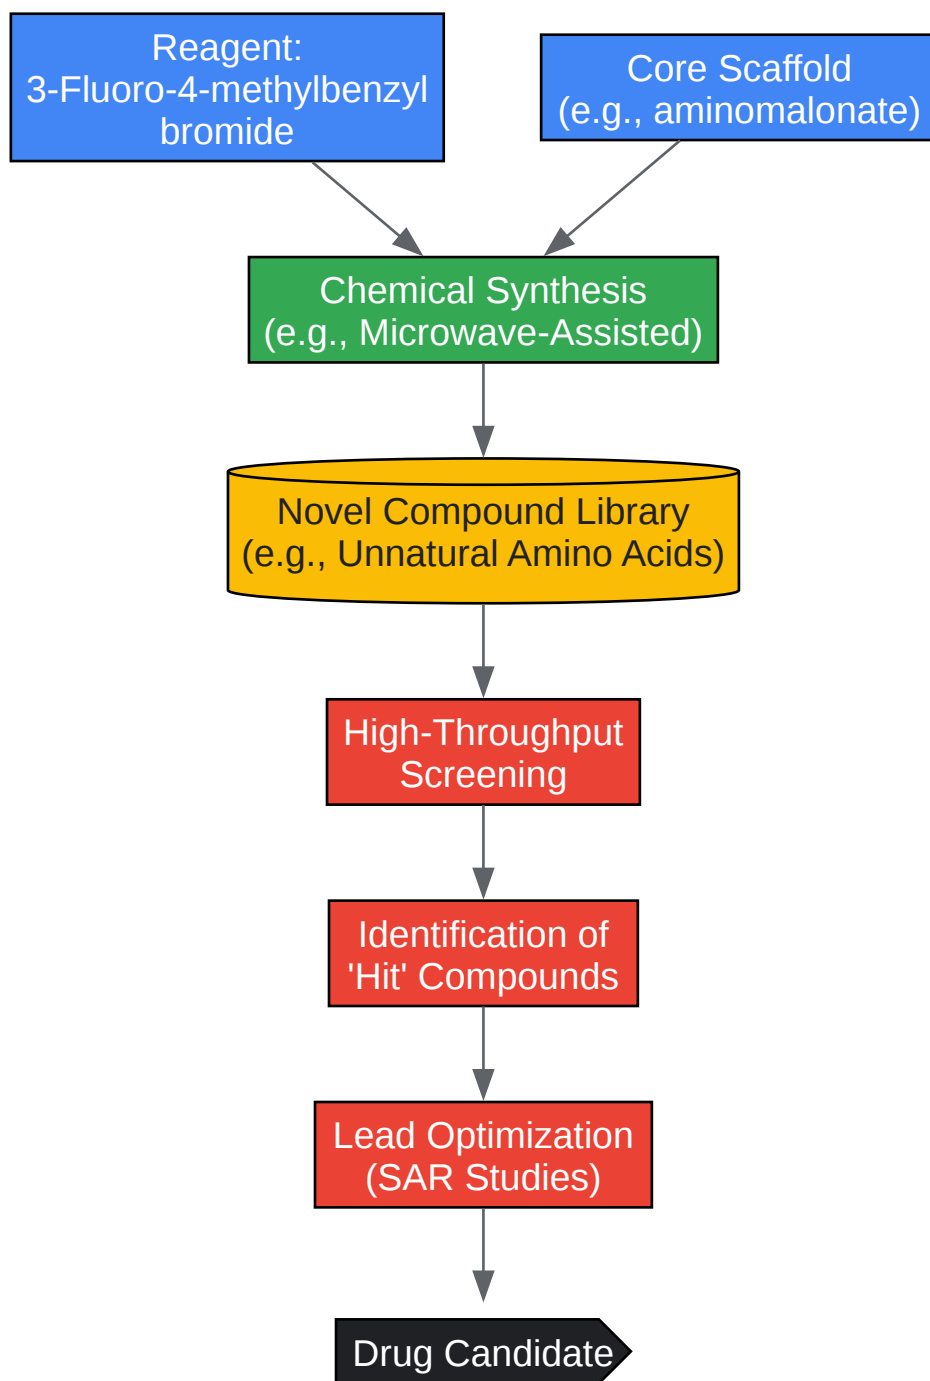 Reagent:
3-Fluoro-4-methylbenzyl
bromide
Core Scaffold
(e.g., aminomalonate)
Chemical Synthesis
(e.g., Microwave-Assisted)
Novel Compound Library
(e.g., Unnatural Amino Acids)
High-Throughput
Screening
Identification of
'Hit' Compounds
Lead Optimization
(SAR Studies)
Drug Candidate